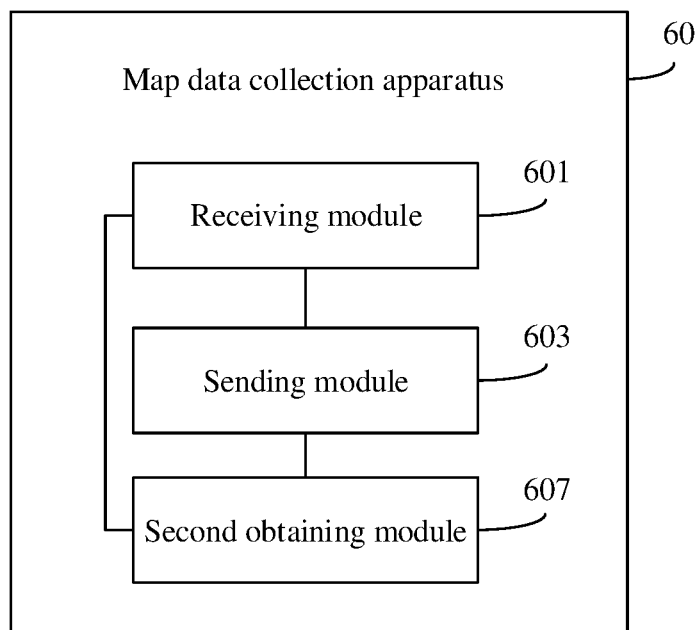 60
Map data collection apparatus
601
Receiving module
603
Sending module
607
Second obtaining module